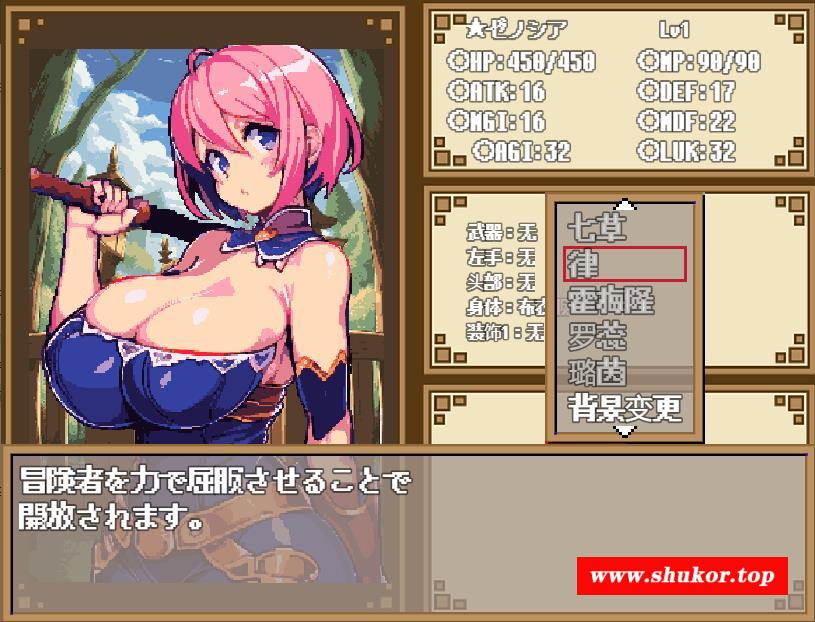 ★ゼノシア Lv1
HP:450/450 MP:90/90
ATK:16 DEF:17
MGI:16 MDF:22
AGI:32 LUK:32
武器:无
左手:无
头部:无
身体:布衣
装饰1:无
七草
律
霍梅隆
罗蕊
璐茵
背景变更
冒険者を力で屈服させることで
開放されます。
www.shukor.top